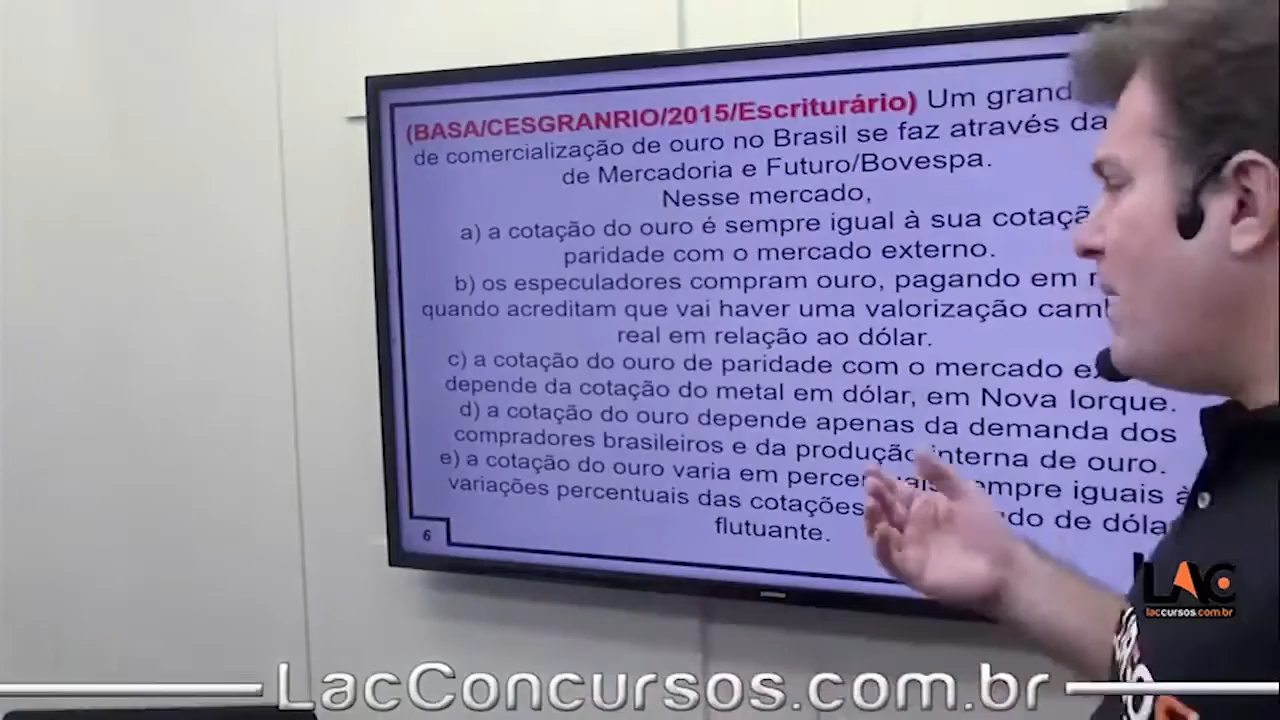 (BASA/CESGRANRIO/2015/Escriturário) Um grand
de comercialização de ouro no Brasil se faz através da
de Mercadoria e Futuro/Bovespa.
Nesse mercado,
a) a cotação do ouro é sempre igual à sua cotaçã
paridade com o mercado externo.
b) os especuladores compram ouro, pagando em
quando acreditam que vai haver uma valorização camb
real em relação ao dólar.
c) a cotação do ouro de paridade com o mercado ex
depende da cotação do metal em dólar, em Nova Iorque.
d) a cotação do ouro depende apenas da demanda dos
compradores brasileiros e da produção interna de ouro.
e) a cotação do ouro varia em percentuais sempre iguais à
variações percentuais das cotações do de dóla
flutuante.
6
LAC
laccursos.com.br
LacConcursos.com.br